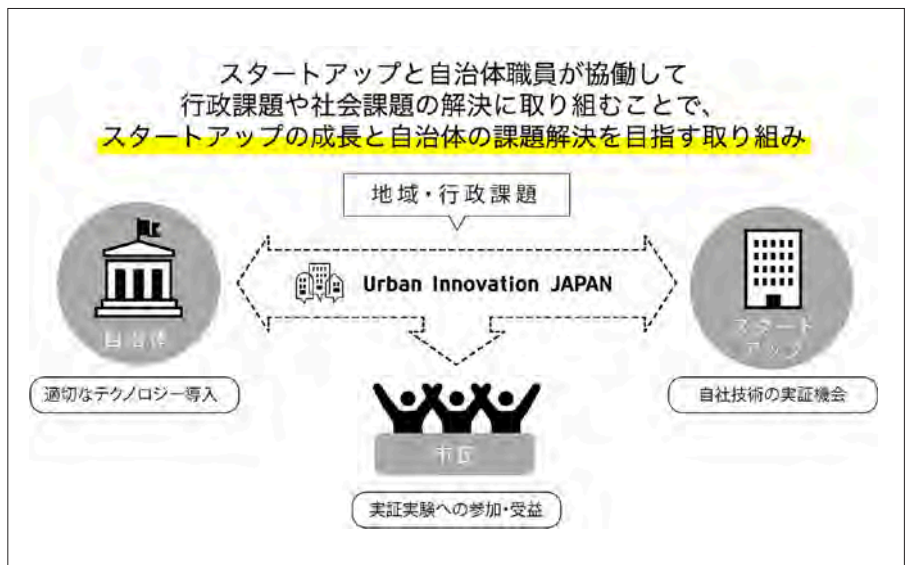 スタートアップと自治体職員が協働して
行政課題や社会課題の解決に取り組むことで、
スタートアップの成長と自治体の課題解決を目指す取り組み
地域・行政課題
Urban Innovation JAPAN
自治体
スタート
アップ
適切なテクノロジー導入
自社技術の実証機会
市民
実証実験への参加・受益